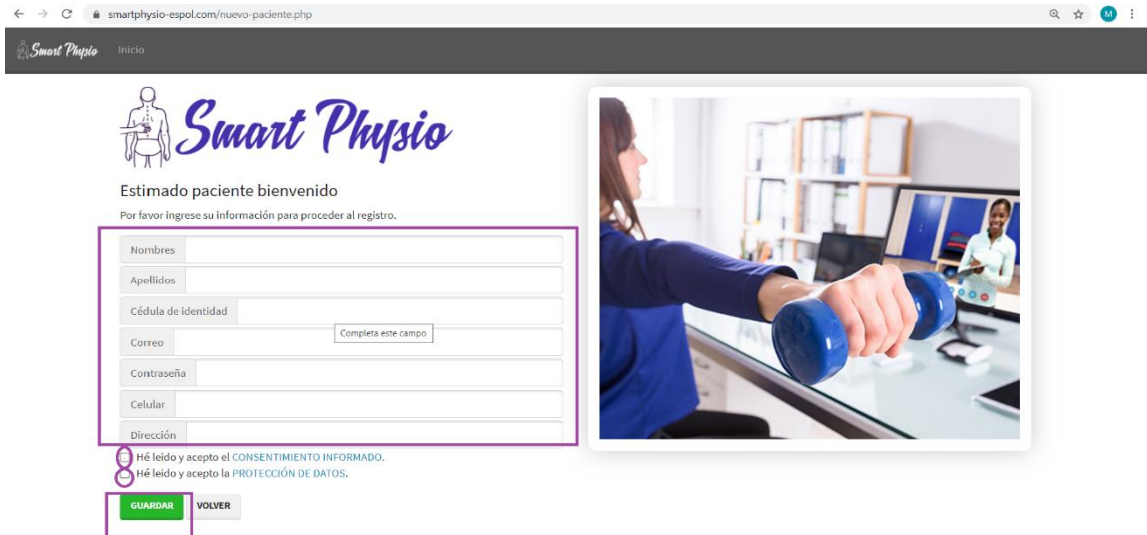 smartphysio-espol.com/nuevo-paciente.php
M
Smart Physio Inicio
Smart Physio
Estimado paciente bienvenido
Por favor ingrese su información para proceder al registro.
Nombres
Apellidos
Cédula de identidad
Completa este campo
Correo
Contraseña
Celular
Dirección
Hé leido y acepto el CONSENTIMIENTO INFORMADO.
Hé leido y acepto la PROTECCIÓN DE DATOS.
GUARDAR VOLVER